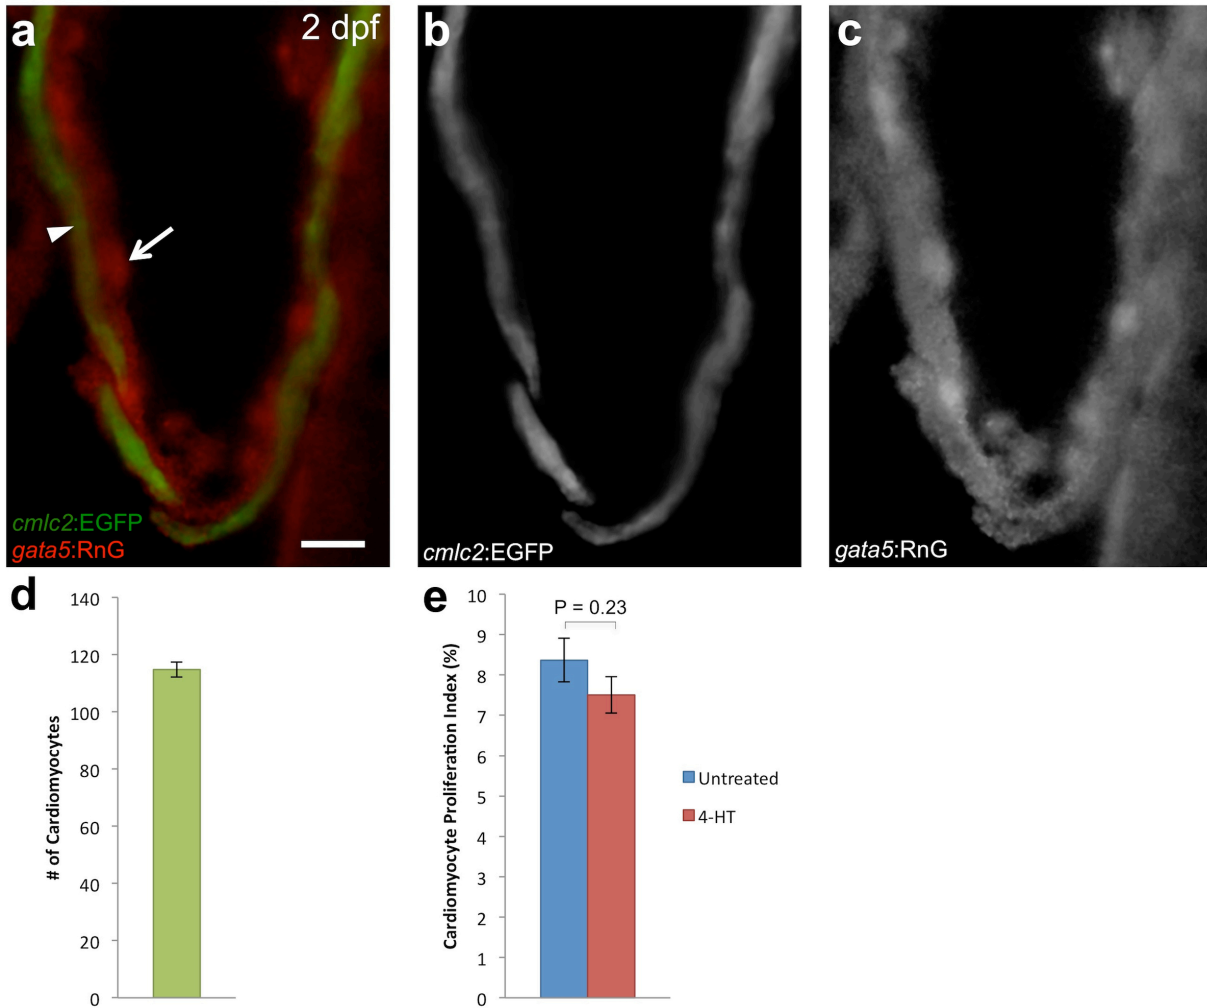 a
2 dpf
cmlc2:EGFP
gata5:RnG
b
cmlc2:EGFP
c
gata5:RnG
d
# of Cardiomyocytes
140
120
100
80
60
40
20
0
e
Cardiomyocyte Proliferation Index (%)
10
9
8
7
6
5
4
3
2
1
0
P = 0.23
Untreated
4-HT